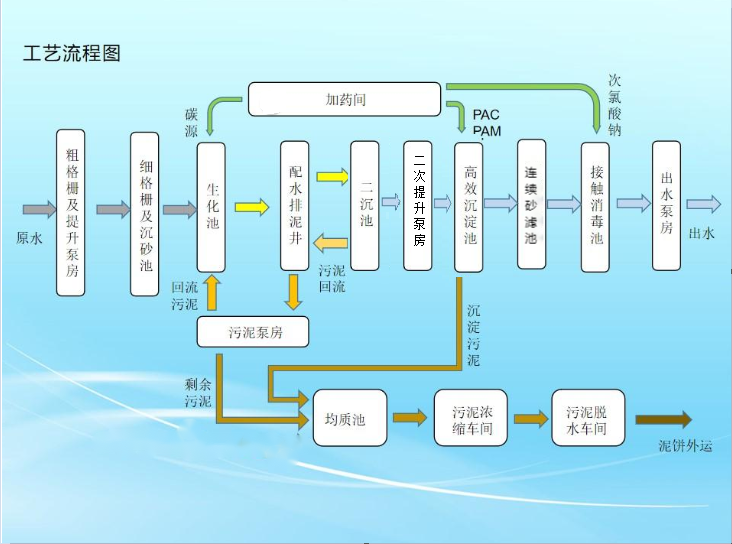 工艺流程图
加药间
碳源
PAC
PAM
次氯酸钠
原水
粗格栅及提升泵房
细格栅及沉砂池
生化池
配水排泥井
二沉池
二次提升泵房
高效沉淀池
连续砂滤池
接触消毒池
出水泵房
出水
污泥
回流
回流
污泥
污泥泵房
沉淀污泥
剩余
污泥
均质池
污泥浓
缩车间
污泥脱
水车间
泥饼外运